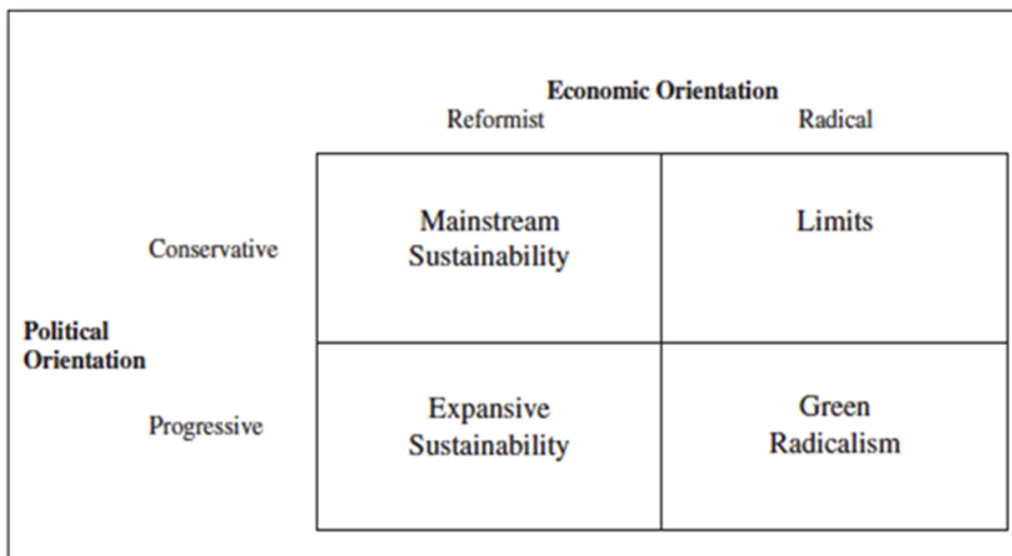 Economic Orientation
Reformist Radical
Mainstream
Sustainability
Limits
Conservative
Political
Orientation
Progressive
Expansive
Sustainability
Green
Radicalism